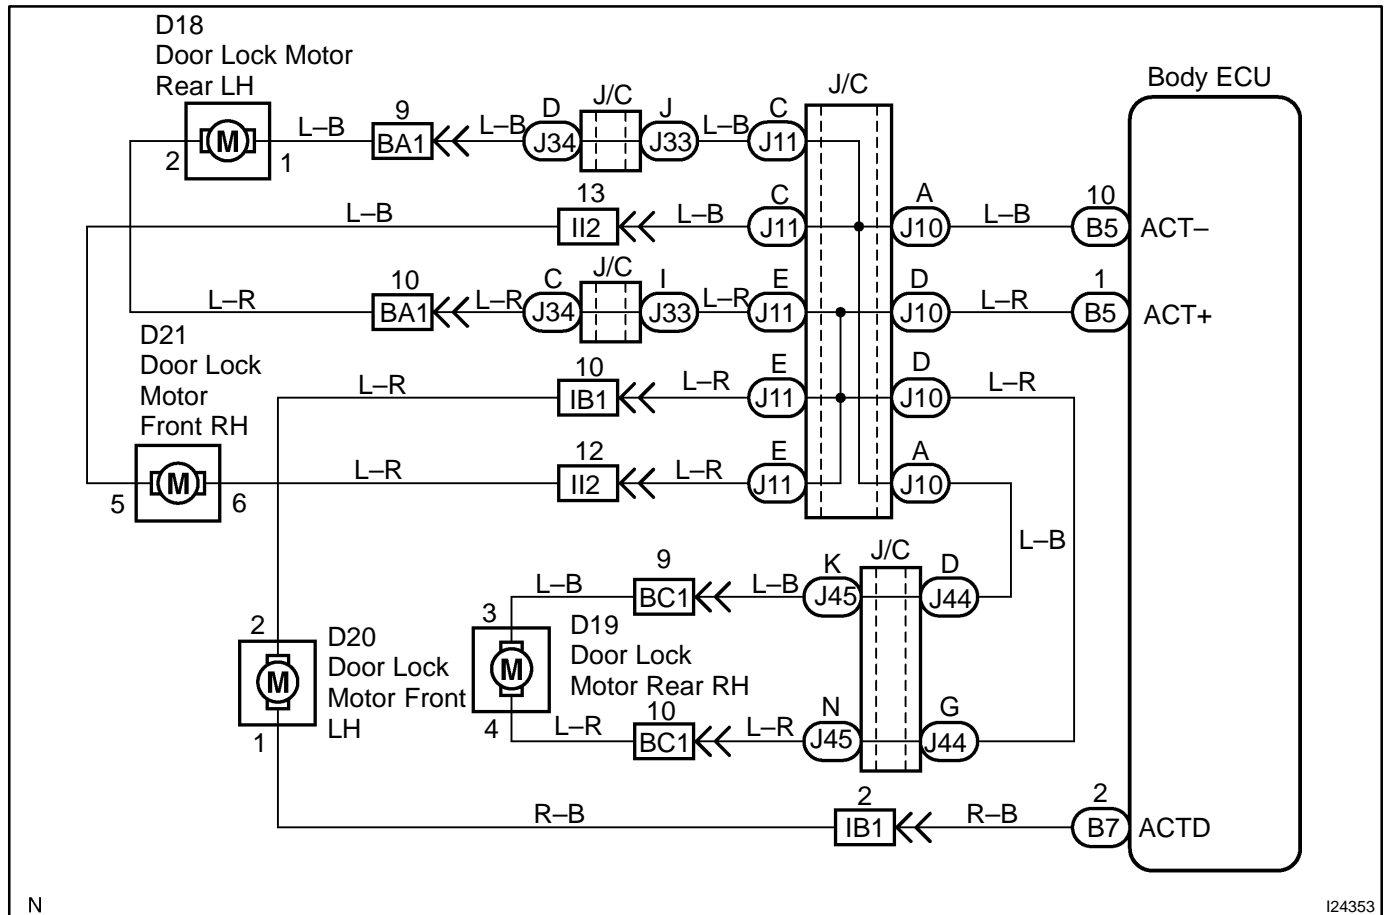 D18
Door Lock Motor
Rear LH
J/C
J/C
Body ECU
9
D
J
C
L–B
L–B
L–B
M
BA1
J34
J33
J11
2
1
13
C
A
10
L–B
L–B
L–B
II2
J11
J10
B5
ACT–
10
C
J/C
I
E
D
1
L–R
L–R
L–R
L–R
BA1
J34
J33
J11
J10
B5
ACT+
D21
Door Lock
Motor
Front RH
10
E
D
L–R
L–R
L–R
IB1
J11
J10
12
E
A
L–R
L–R
M
II2
J11
J10
5
6
L–B
9
K
J/C
D
L–B
L–B
BC1
J45
J44
2
3
D20
Door Lock
Motor Front
LH
M
M
D19
Door Lock
Motor Rear RH
1
4
10
N
G
L–R
L–R
BC1
J45
J44
2
2
R–B
R–B
IB1
B7
ACTD
N
I24353